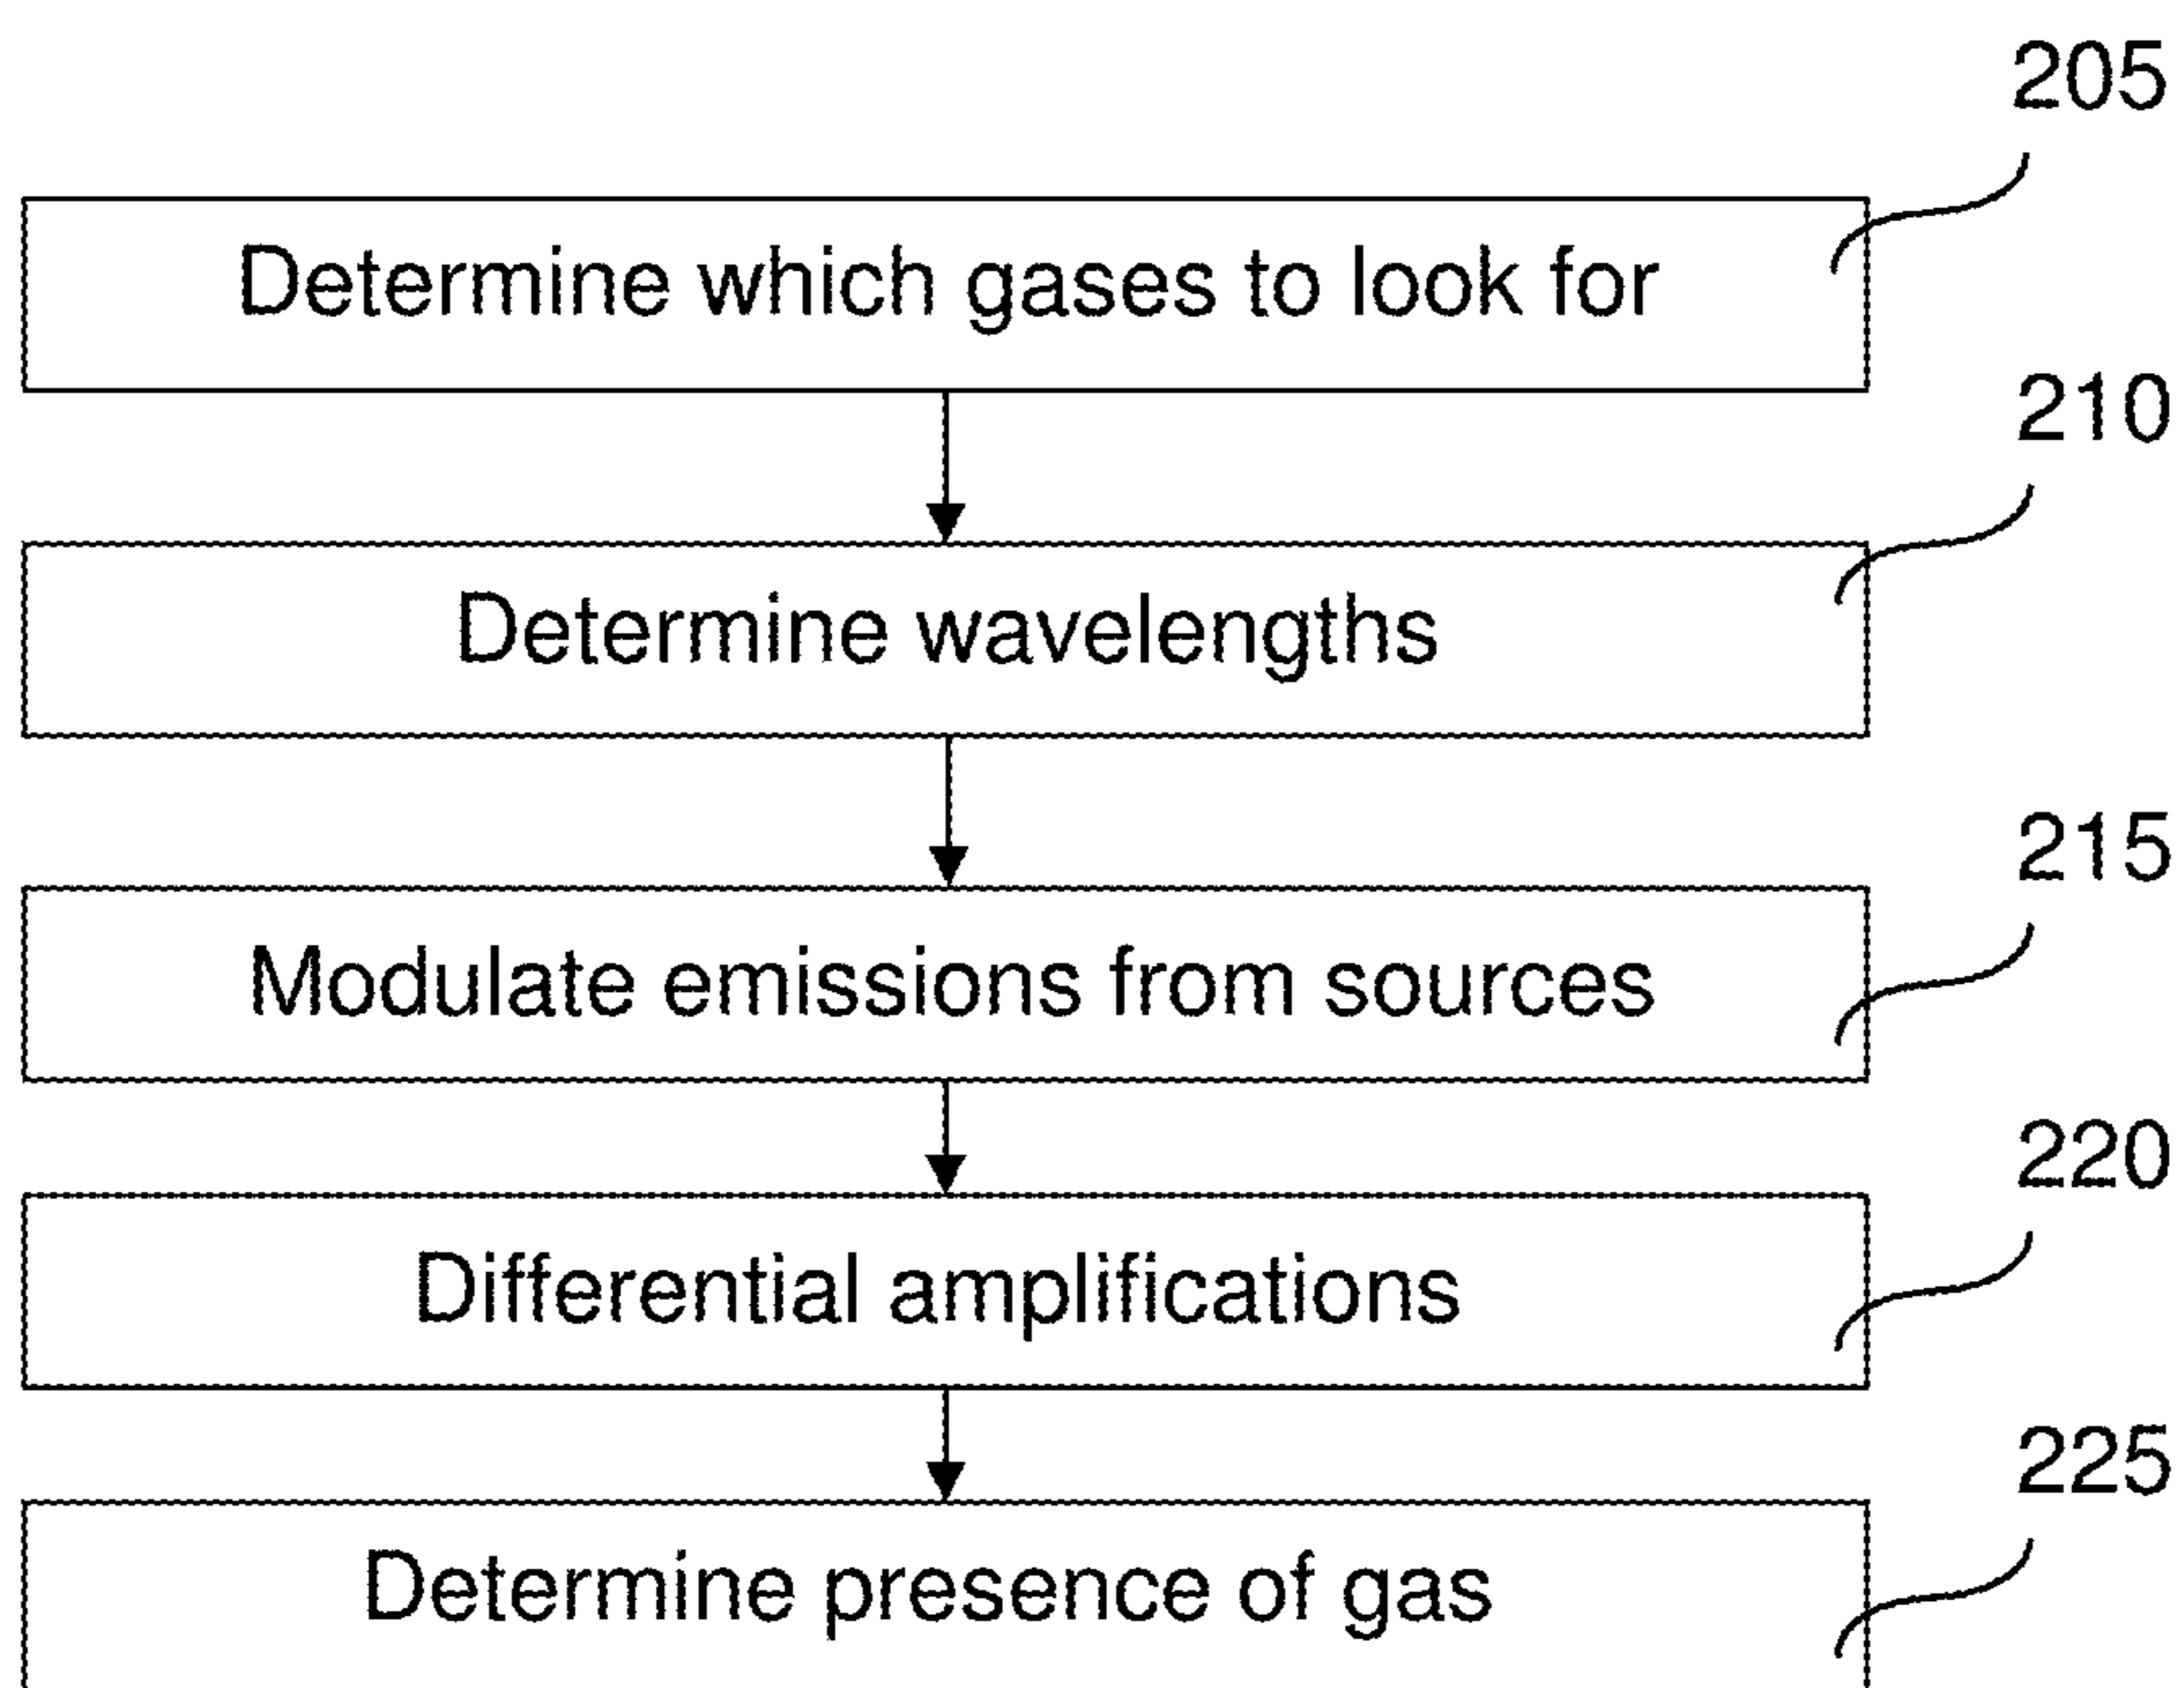 205
Determine which gases to look for
210
Determine wavelengths
215
Modulate emissions from sources
220
Differential amplifications
225
Determine presence of gas